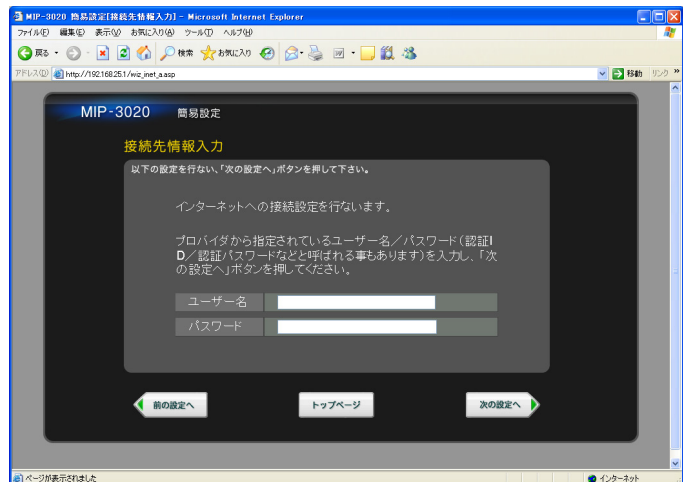 MIP-3020 簡易設定[接続先情報入力] - Microsoft Internet Explorer
ファイル(F) 編集(E) 表示(V) お気に入り(A) ツール(T) ヘルプ(H)
戻る 検索 お気に入り
アドレス(D) http://192.168.25.1/wiz_inet_a.asp 移動 リンク »
MIP-3020 簡易設定
接続先情報入力
以下の設定を行ない、「次の設定へ」ボタンを押して下さい。
インターネットへの接続設定を行ないます。
プロバイダから指定されているユーザー名／パスワード(認証I
D／認証パスワードなどと呼ばれる事もあります)を入力し、「次
の設定へ」ボタンを押してください。
ユーザー名
パスワード
前の設定へ トップページ 次の設定へ
ページが表示されました インターネット